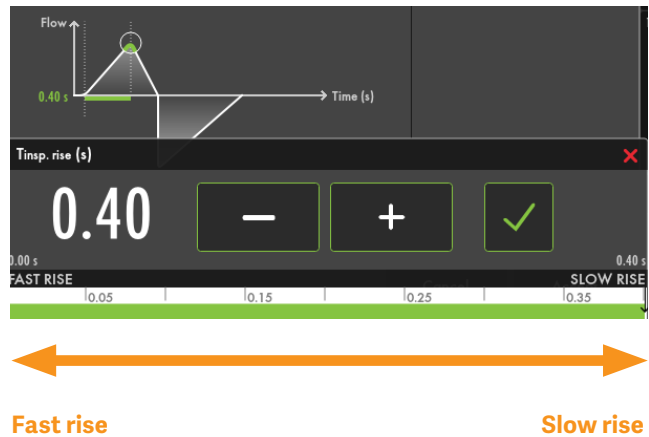 Flow
0.40 s
Time (s)
Tinsp. rise (s)
0.40
0.00 s
0.40 s
FAST RISE
SLOW RISE
0.05 0.15 0.25 0.35
Fast rise
Slow rise